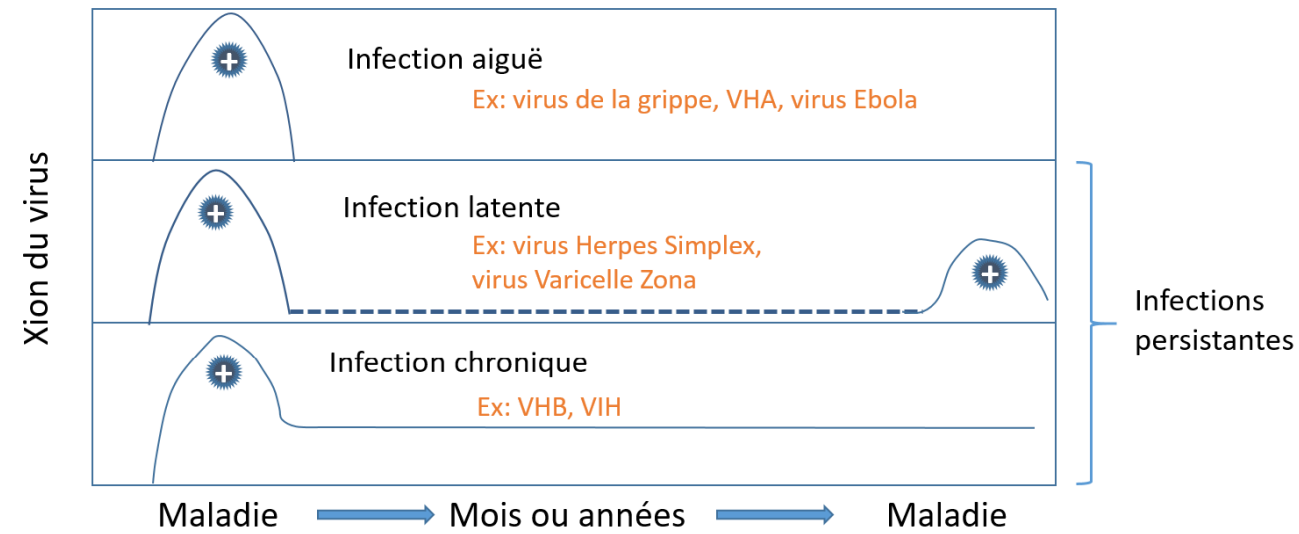 Xion du virus
Infection aiguë
Ex: virus de la grippe, VHA, virus Ebola
Infection latente
Ex: virus Herpes Simplex,
virus Varicelle Zona
Infection chronique
Ex: VHB, VIH
Infections
persistantes
Maladie
Mois ou années
Maladie